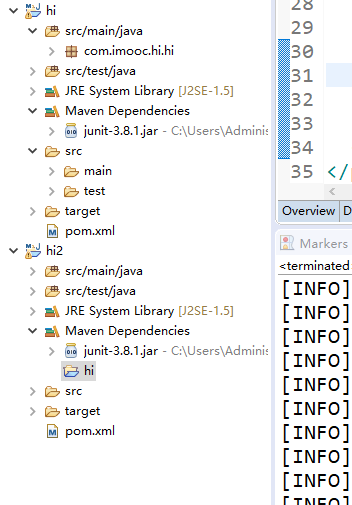 hi
src/main/java
com.imooc.hi.hi
src/test/java
JRE System Library [J2SE-1.5]
Maven Dependencies
junit-3.8.1.jar - C:\Users\Adminis
src
main
test
target
pom.xml
hi2
src/main/java
src/test/java
JRE System Library [J2SE-1.5]
Maven Dependencies
junit-3.8.1.jar - C:\Users\Adminis
hi
src
target
pom.xml
28
29
30
31
32
33
34
35 </
Overview D
Markers
<terminated>
[INFO]
[INFO]
[INFO]
[INFO]
[INFO]
[INFO]
[INFO]
[INFO]
[INFO]
[INFO]